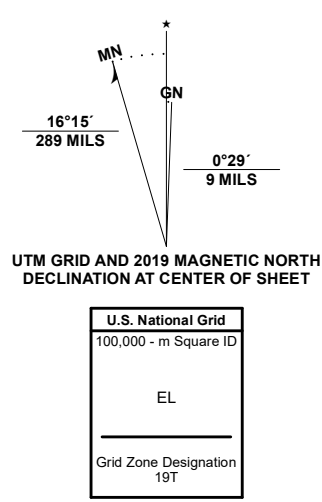 MN
GN
16°15´
289 MILS
0°29´
9 MILS
UTM GRID AND 2019 MAGNETIC NORTH
DECLINATION AT CENTER OF SHEET
U.S. National Grid
100,000 - m Square ID
EL
Grid Zone Designation
19T